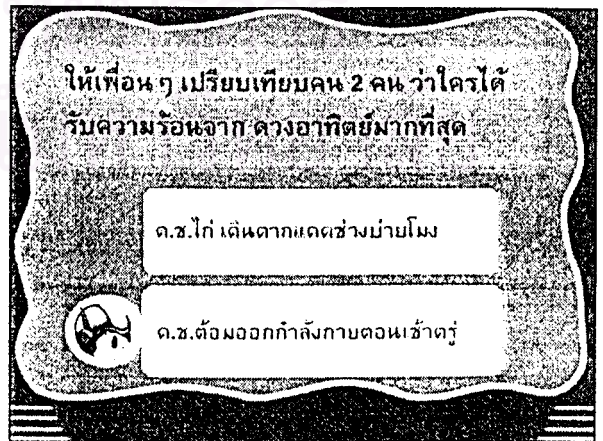 ให้เพื่อน ๆ เปรียบเทียบคน 2 คน ว่าใครได้
รับความร้อนจาก ดวงอาทิตย์มากที่สุด
ด.ช.ไก่ เดินตากแดดช่วงบ่ายโมง
ด.ช.ต้อมออกกำลังกายตอนเช้าตรู่